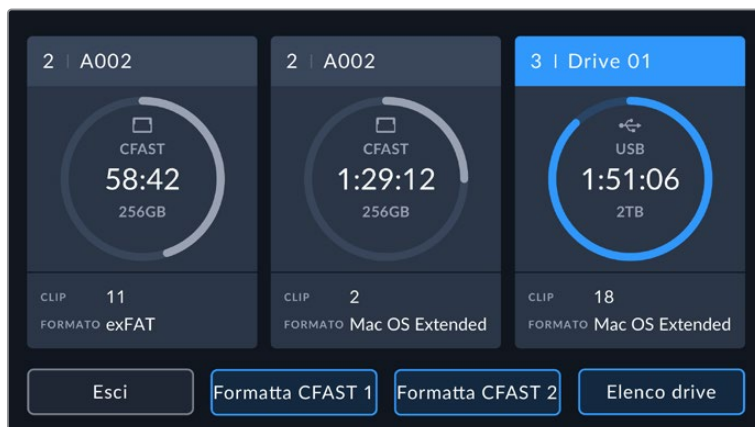 2 | A002
CFAST
58:42
256GB
CLIP 11
FORMATO exFAT
2 | A002
CFAST
1:29:12
256GB
CLIP 2
FORMATO Mac OS Extended
3 | Drive 01
USB
1:51:06
2TB
CLIP 18
FORMATO Mac OS Extended
Esci
Formatta CFAST 1
Formatta CFAST 2
Elenco drive